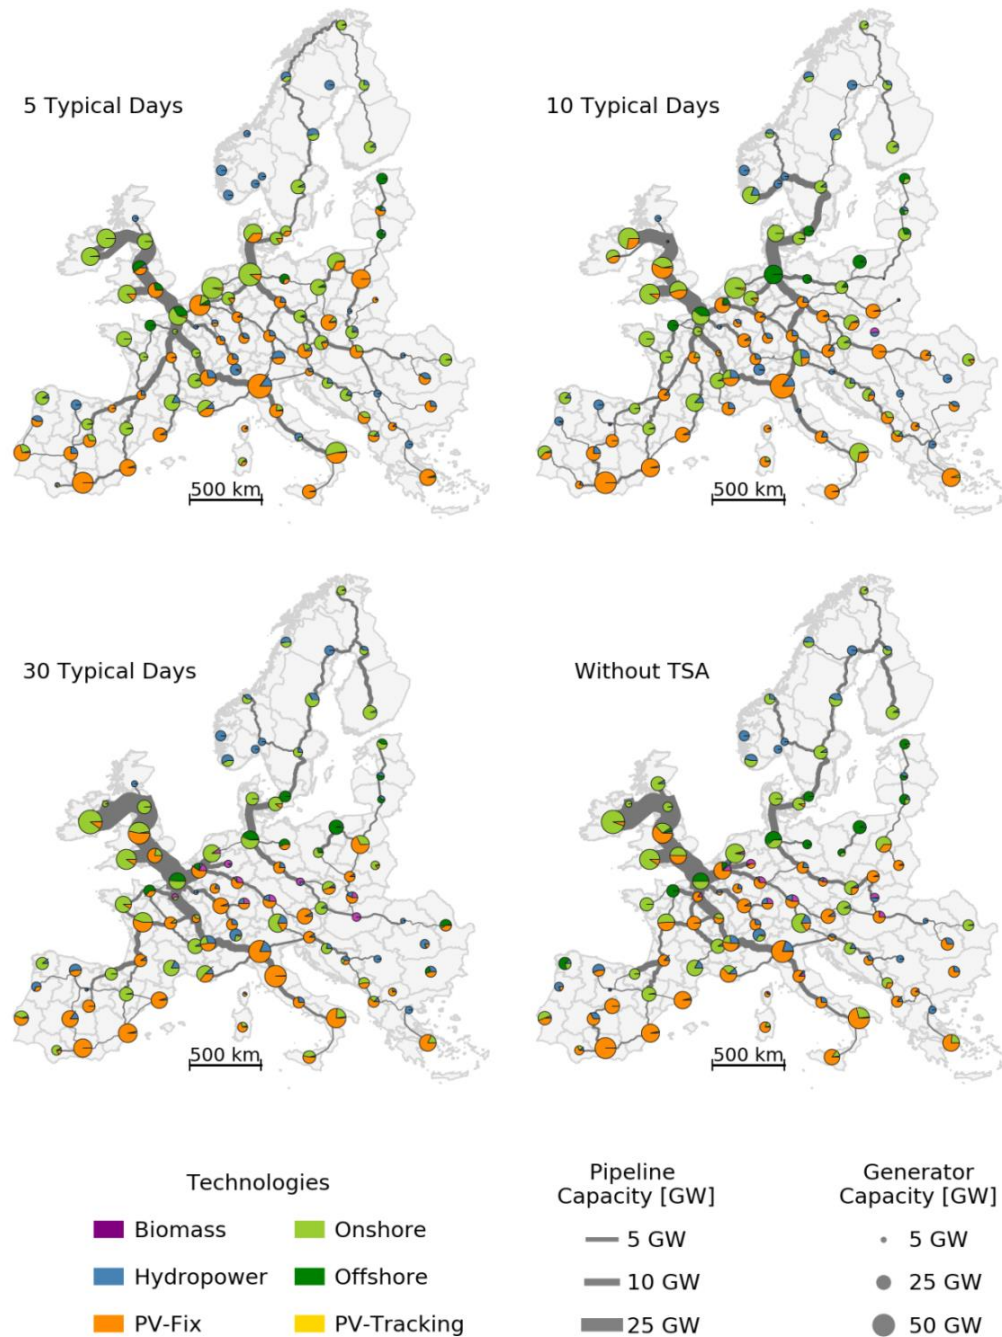 5 Typical Days
10 Typical Days
500 km
500 km
30 Typical Days
Without TSA
500 km
500 km
Technologies
Biomass
Onshore
Hydropower
Offshore
PV-Fix
PV-Tracking
Pipeline
Capacity [GW]
5 GW
10 GW
25 GW
Generator
Capacity [GW]
5 GW
25 GW
50 GW